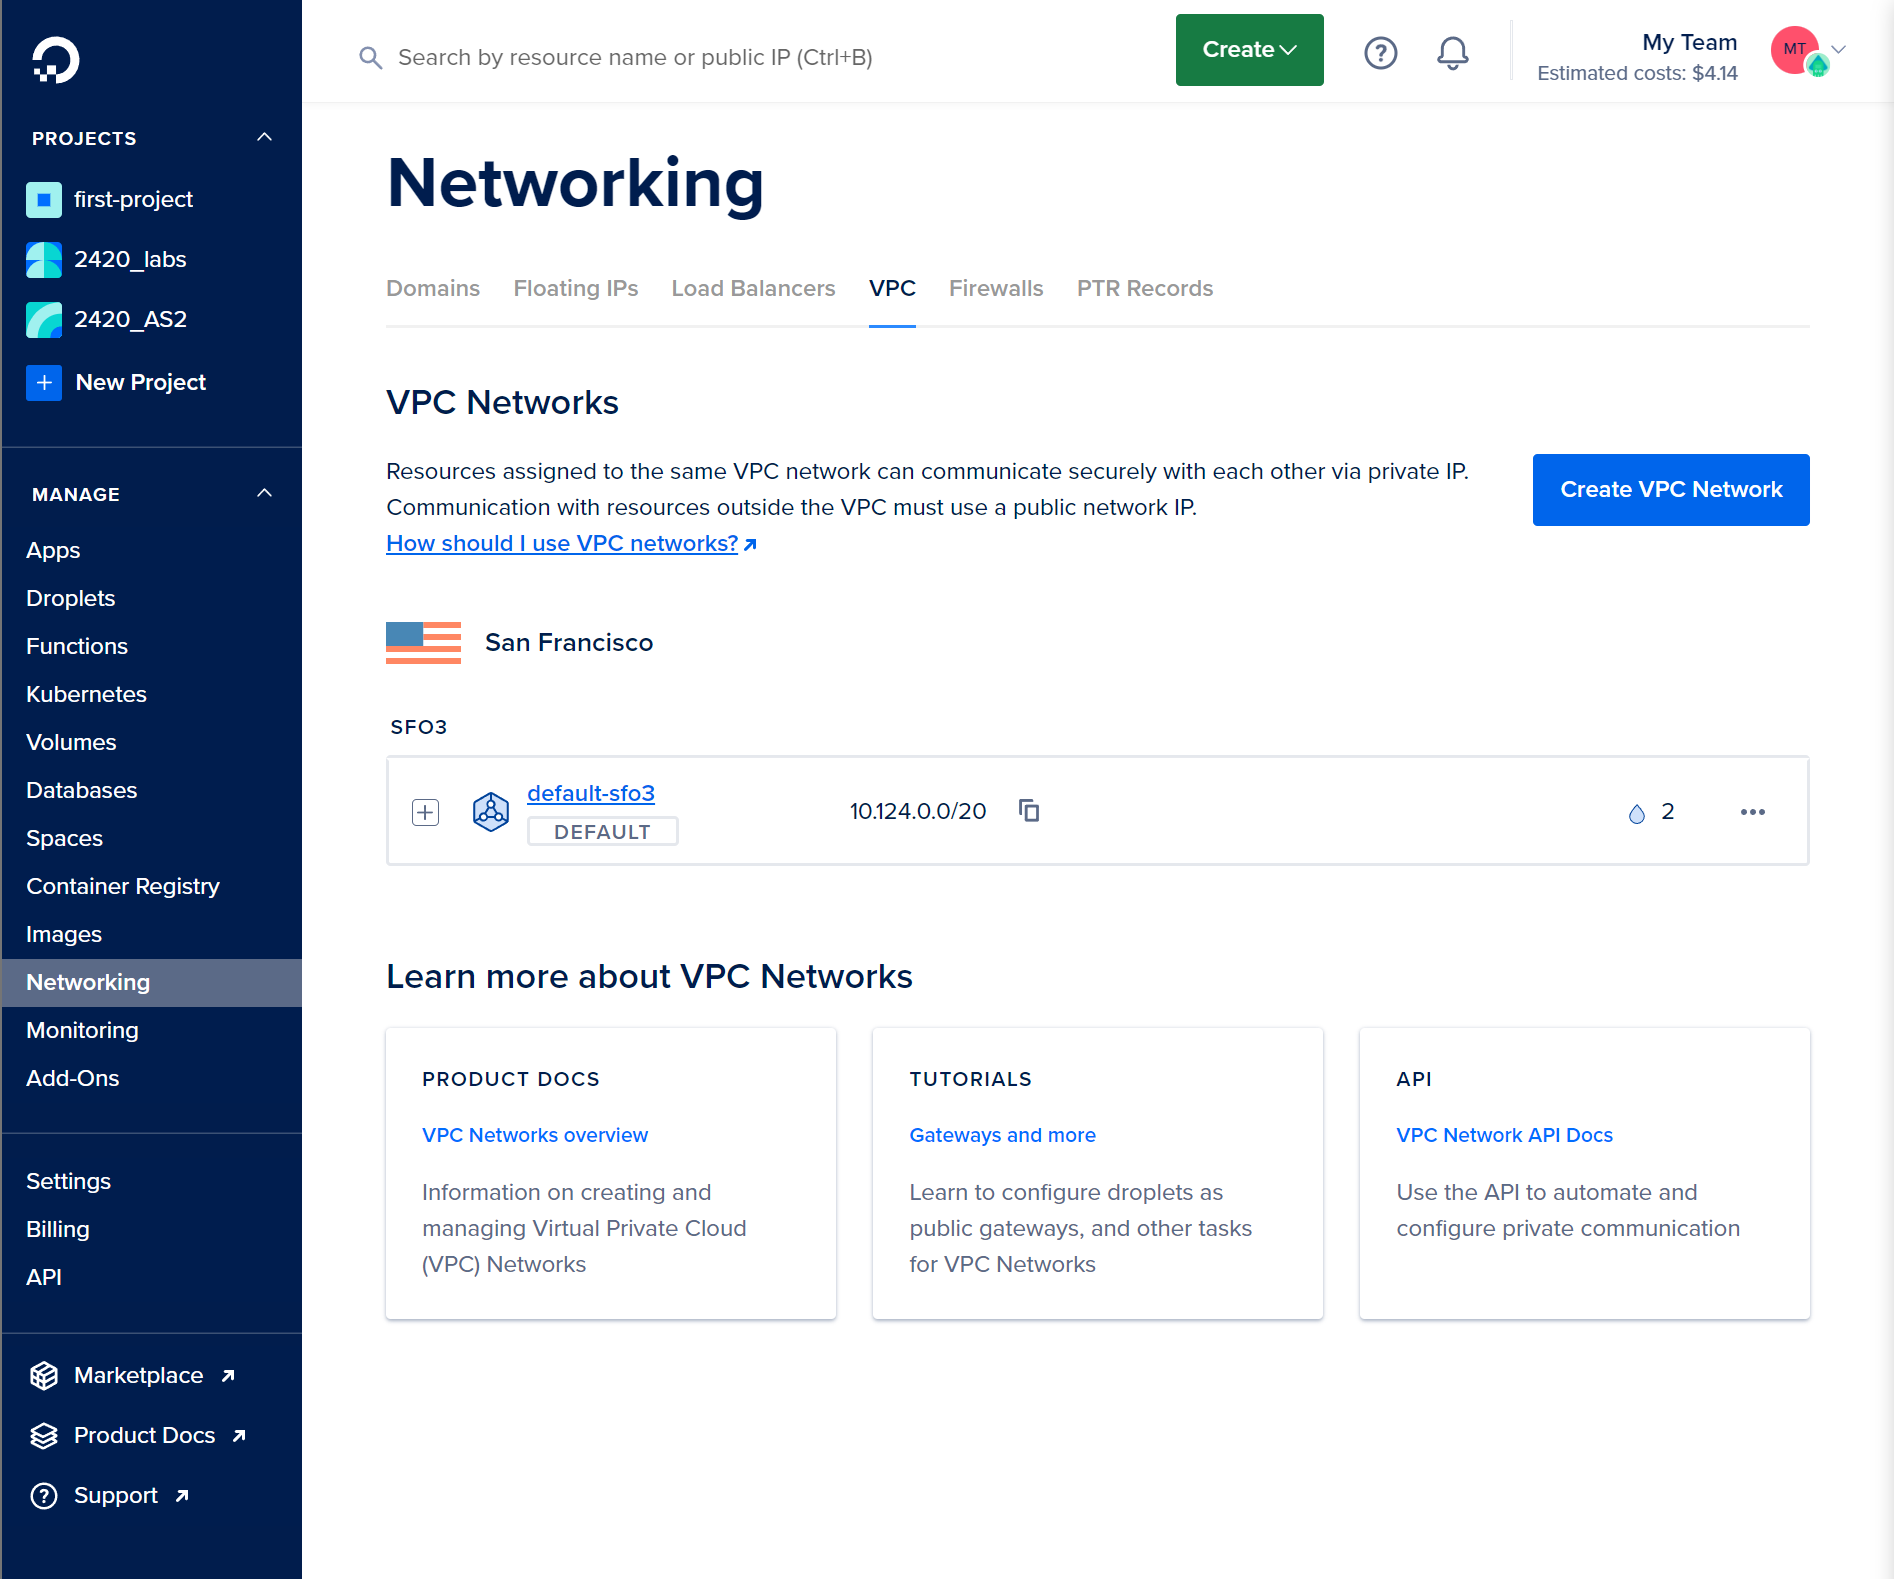 Search by resource name or public IP (Ctrl+B)
Create
My Team
Estimated costs: $4.14
MT
PROJECTS
first-project
2420_labs
2420_AS2
New Project
MANAGE
Apps
Droplets
Functions
Kubernetes
Volumes
Databases
Spaces
Container Registry
Images
Networking
Monitoring
Add-Ons
Settings
Billing
API
Marketplace
Product Docs
Support
Networking
Domains
Floating IPs
Load Balancers
VPC
Firewalls
PTR Records
VPC Networks
Resources assigned to the same VPC network can communicate securely with each other via private IP.
Communication with resources outside the VPC must use a public network IP.
How should I use VPC networks?
Create VPC Network
San Francisco
SFO3
default-sfo3
DEFAULT
10.124.0.0/20
2
Learn more about VPC Networks
PRODUCT DOCS
VPC Networks overview
Information on creating and
managing Virtual Private Cloud
(VPC) Networks
TUTORIALS
Gateways and more
Learn to configure droplets as
public gateways, and other tasks
for VPC Networks
API
VPC Network API Docs
Use the API to automate and
configure private communication